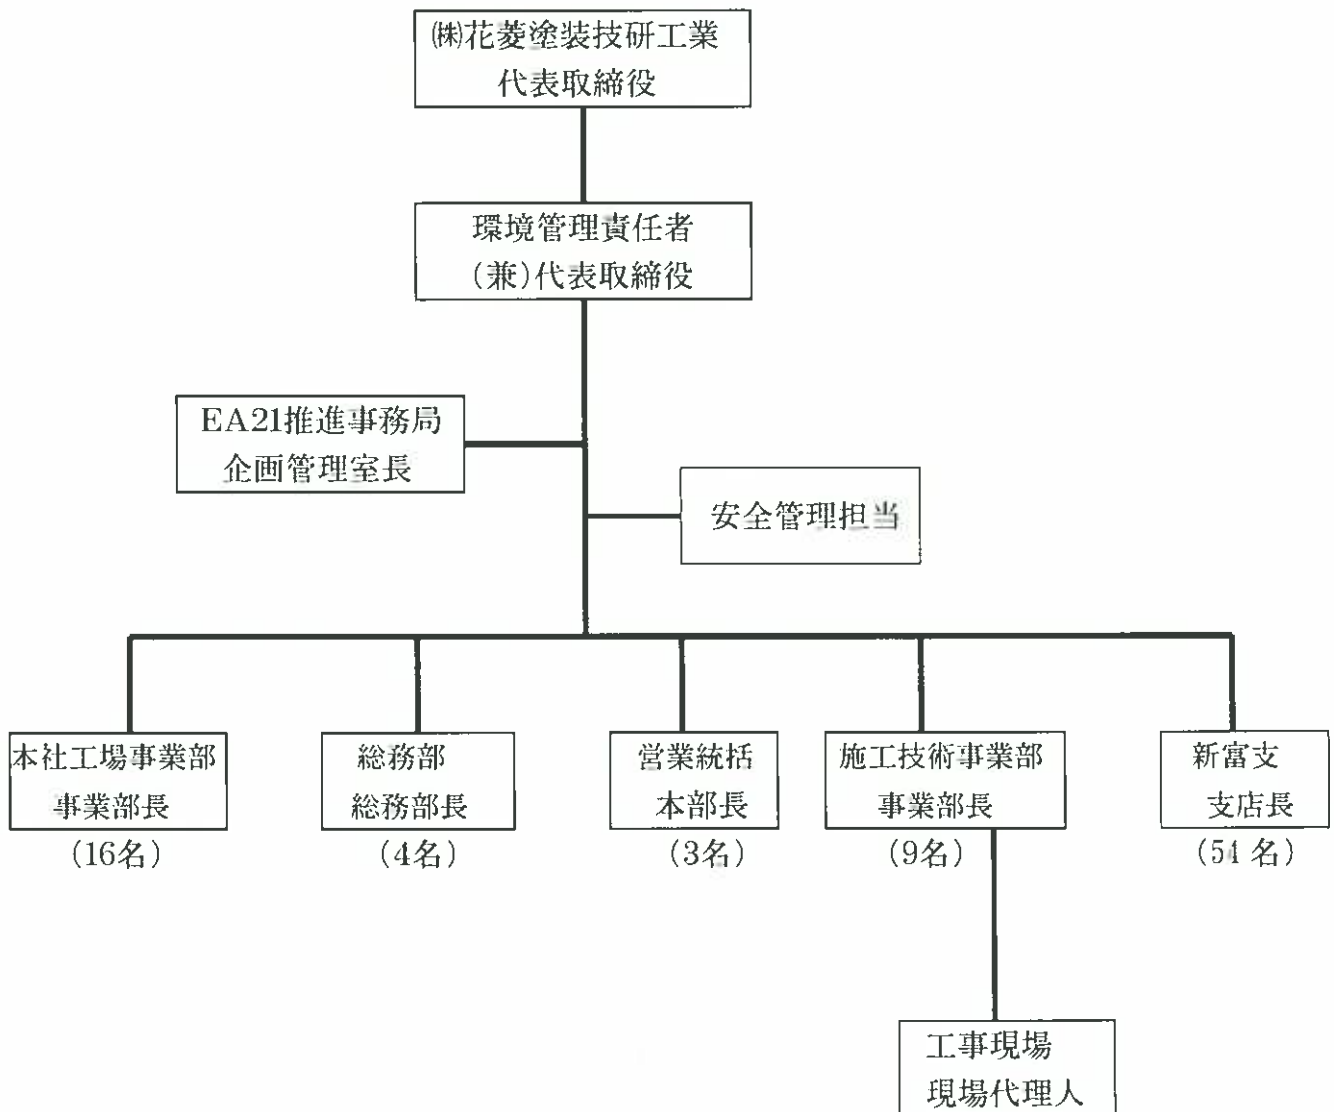 ㈱花菱塗装技研工業
代表取締役
環境管理責任者
(兼)代表取締役
EA21推進事務局
企画管理室長
安全管理担当
本社工場事業部
事業部長
(16名)
総務部
総務部長
(4名)
営業統括
本部長
(3名)
施工技術事業部
事業部長
(9名)
新富支
支店長
(54 名)
工事現場
現場代理人